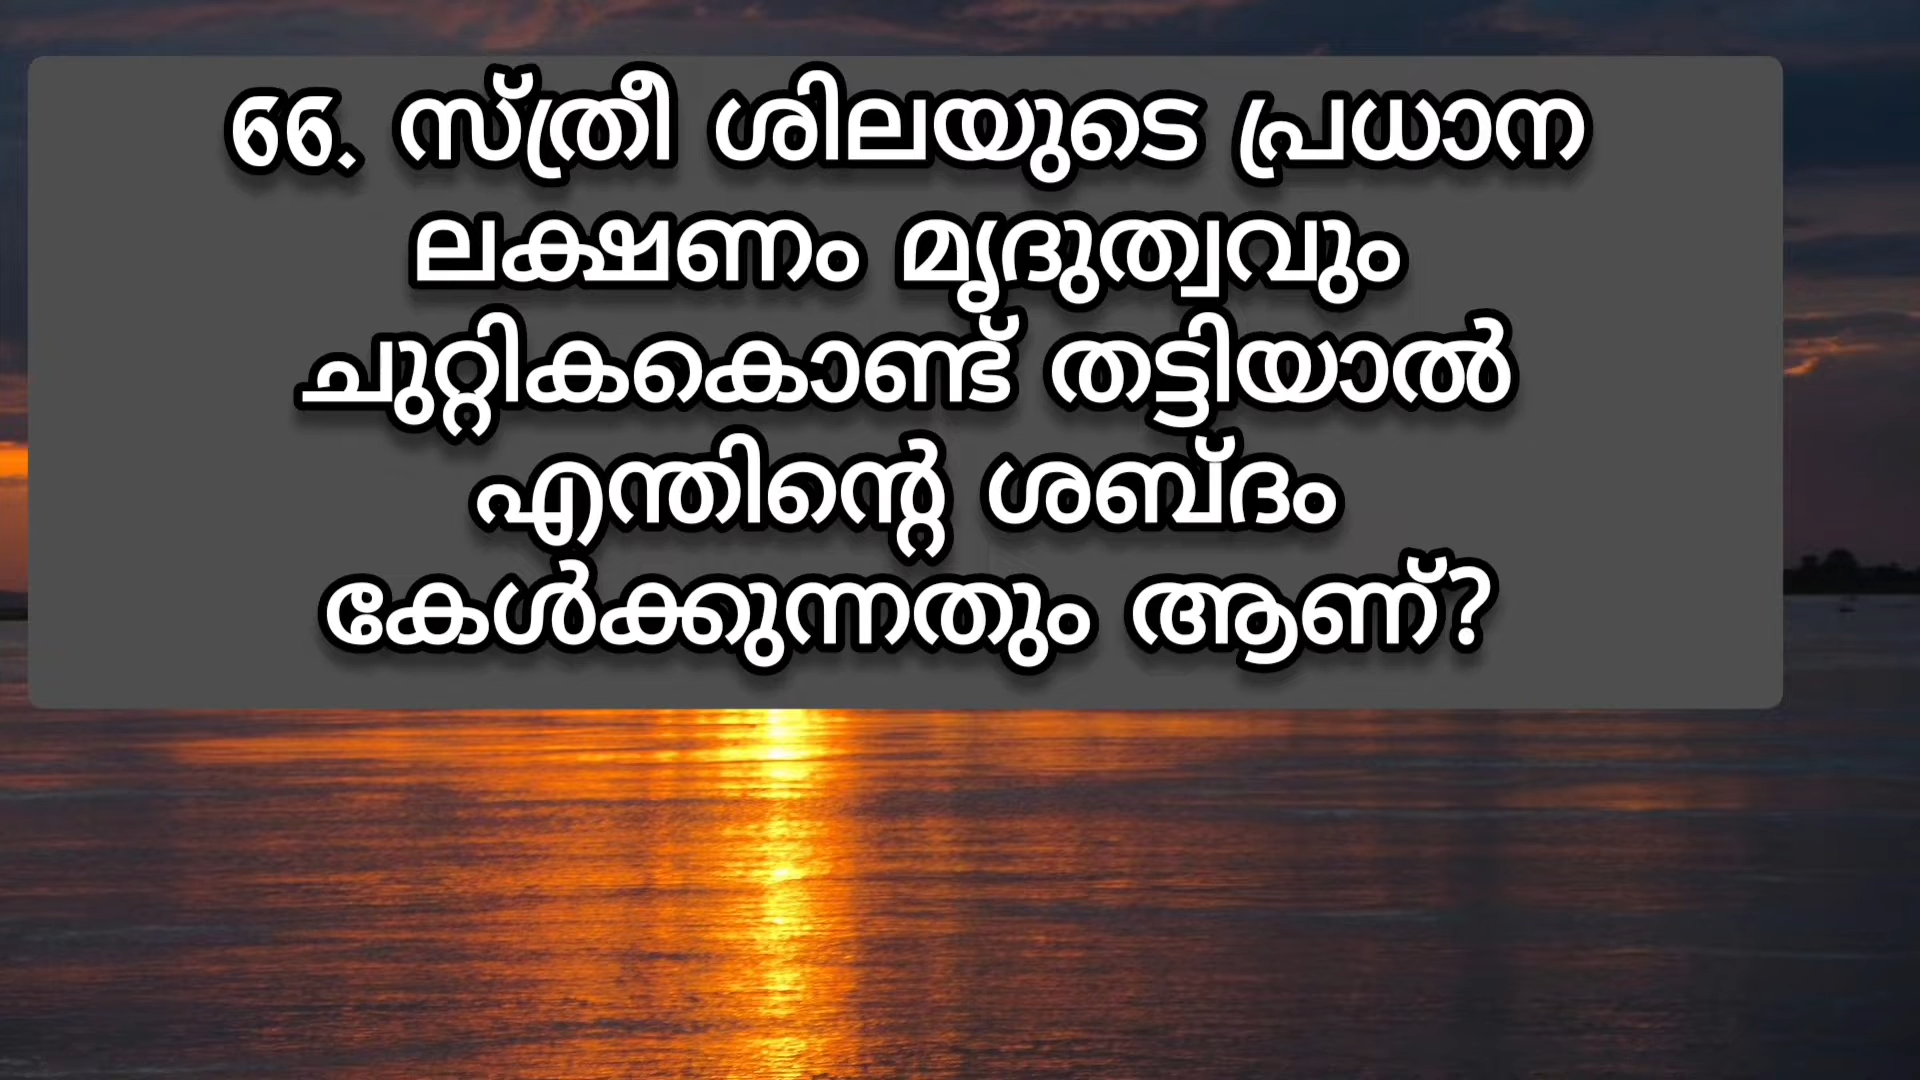 66. സ്ത്രീ ശിലയുടെ പ്രധാന
ലക്ഷണം മൃദുത്വവും
ചുറ്റികകൊണ്ട് തട്ടിയാൽ
എന്തിന്റെ ശബ്ദം
കേൾക്കുന്നതും ആണ്?